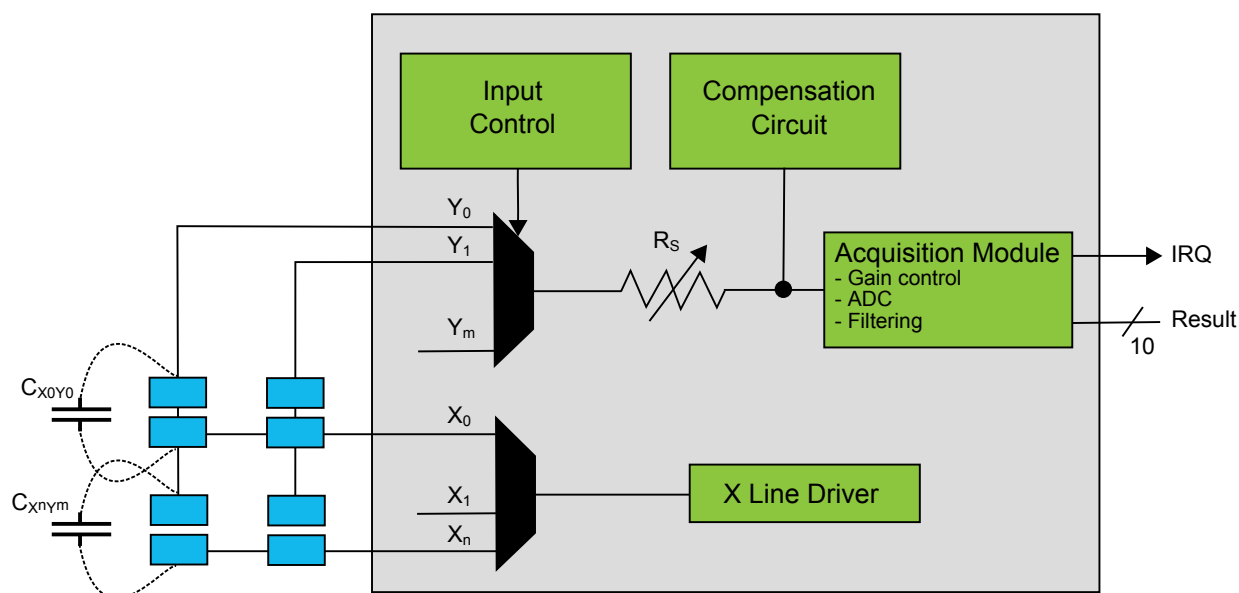 Input
Control
Compensation
Circuit
Y0
Y1
RS
Acquisition Module
- Gain control
- ADC
- Filtering
IRQ
Result
10
Ym
CX0Y0
X0
CXnYm
X1
Xn
X Line Driver